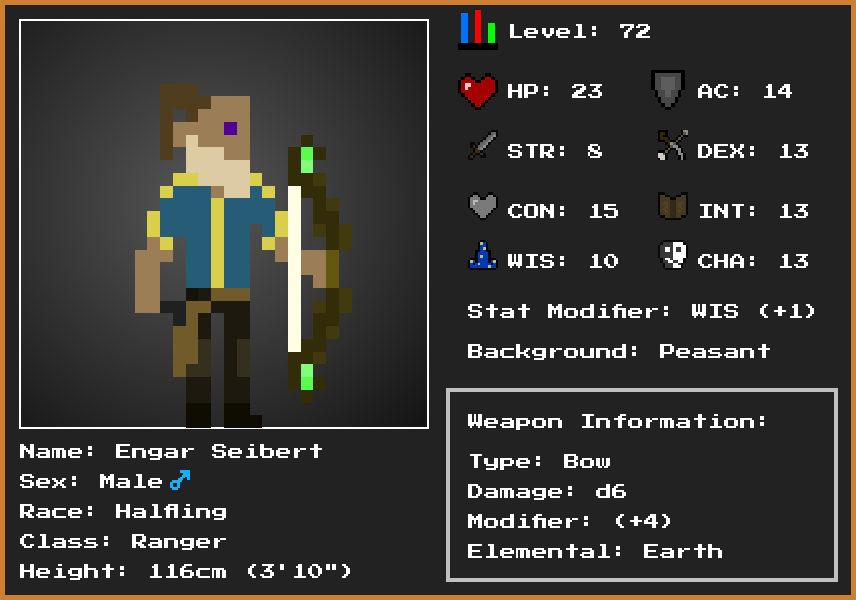 Level: 72
HP: 23 AC: 14
STR: 8 DEX: 13
CON: 15 INT: 13
WIS: 10 CHA: 13
Stat Modifier: WIS (+1)
Background: Peasant
Weapon Information:
Type: Bow
Damage: d6
Modifier: (+4)
Elemental: Earth
Name: Engar Seibert
Sex: Male♂
Race: Halfling
Class: Ranger
Height: 116cm (3'10")